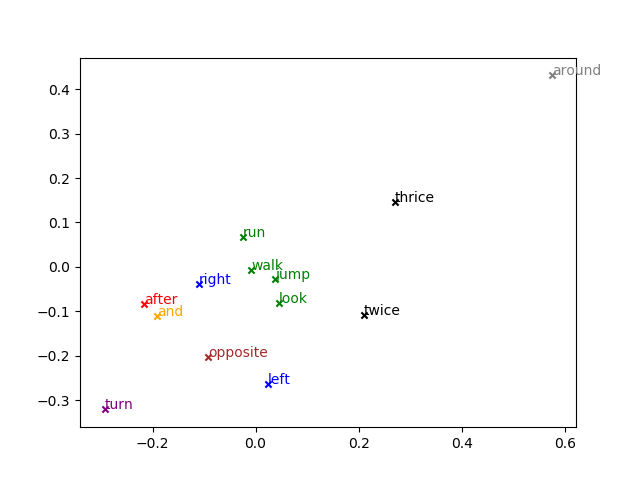 around
0.4
0.3
0.2
thrice
0.1
run
walk
0.0
jump
right
look
after
−0.1
and
twice
−0.2
opposite
left
−0.3
turn
−0.2
0.0
0.2
0.4
0.6